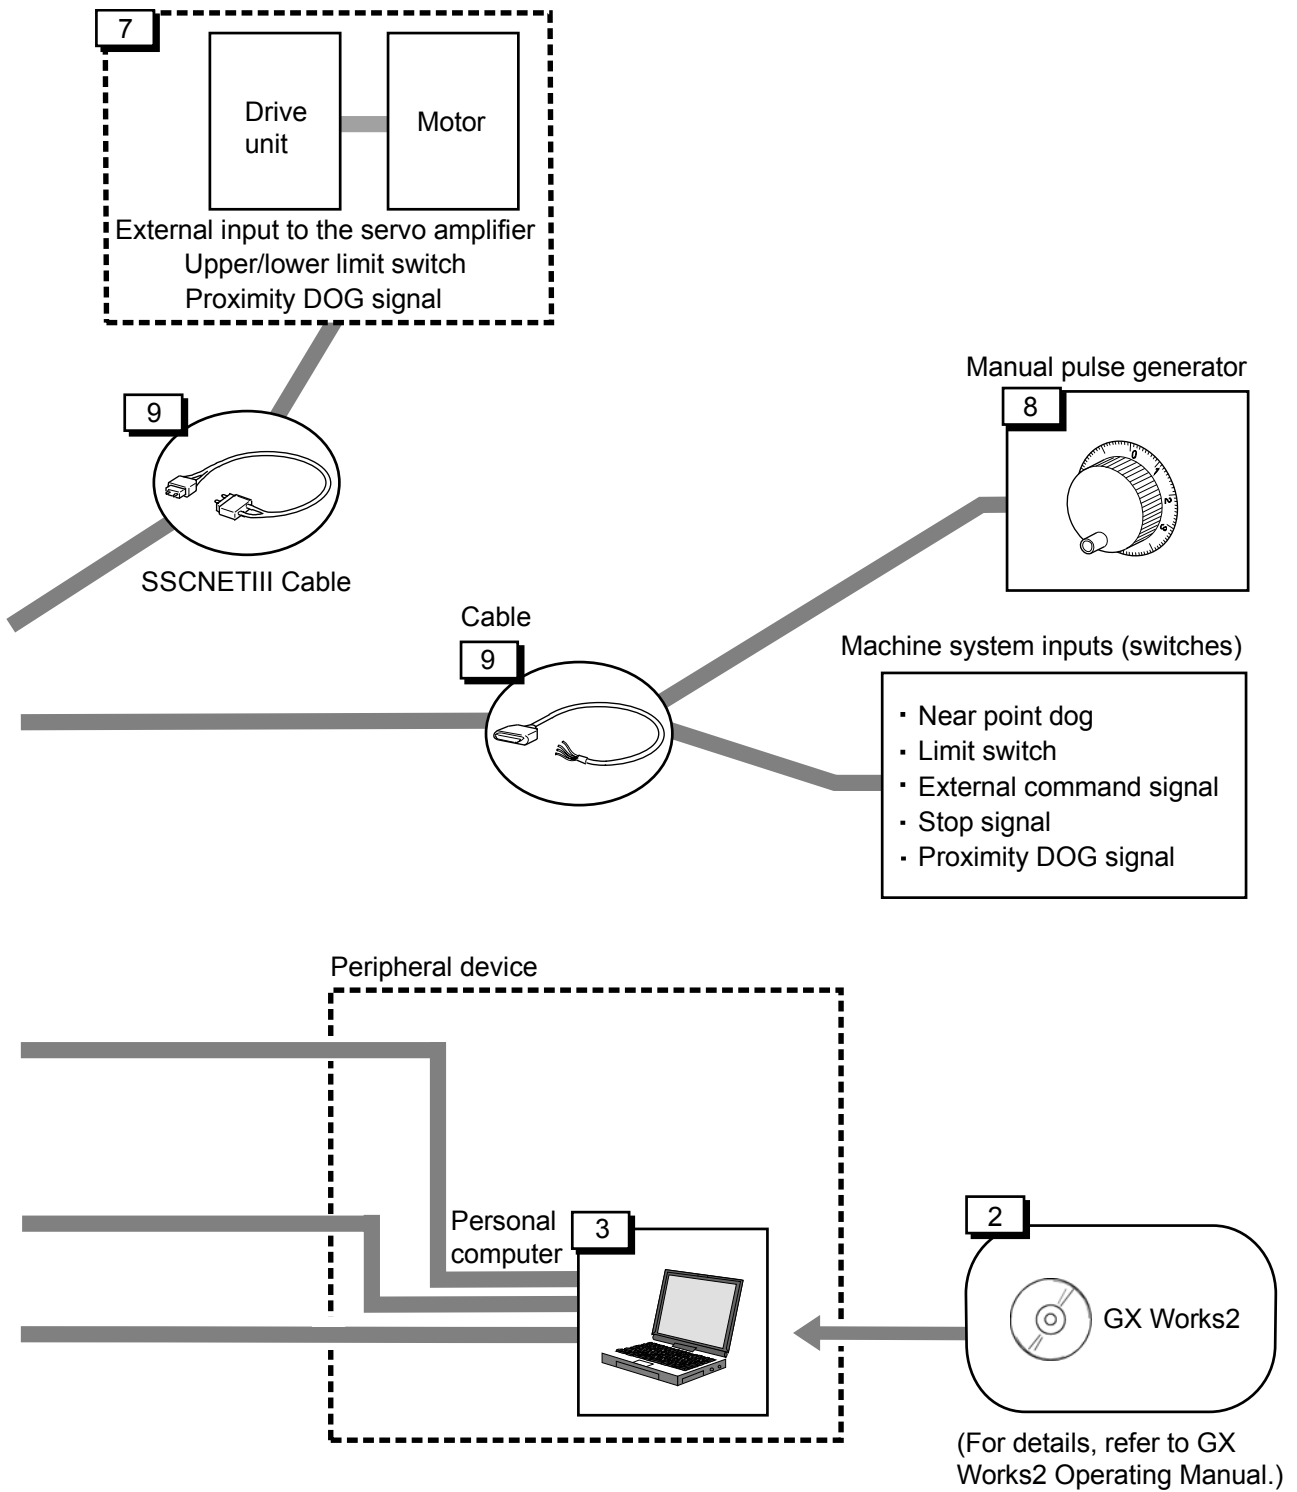 7
Drive
unit
Motor
External input to the servo amplifier
Upper/lower limit switch
Proximity DOG signal
9
SSCNETIII Cable
Manual pulse generator
8
0
1
2
Cable
9
Machine system inputs (switches)
· Near point dog
· Limit switch
· External command signal
· Stop signal
· Proximity DOG signal
Peripheral device
Personal
computer
3
2
GX Works2
(For details, refer to GX
Works2 Operating Manual.)